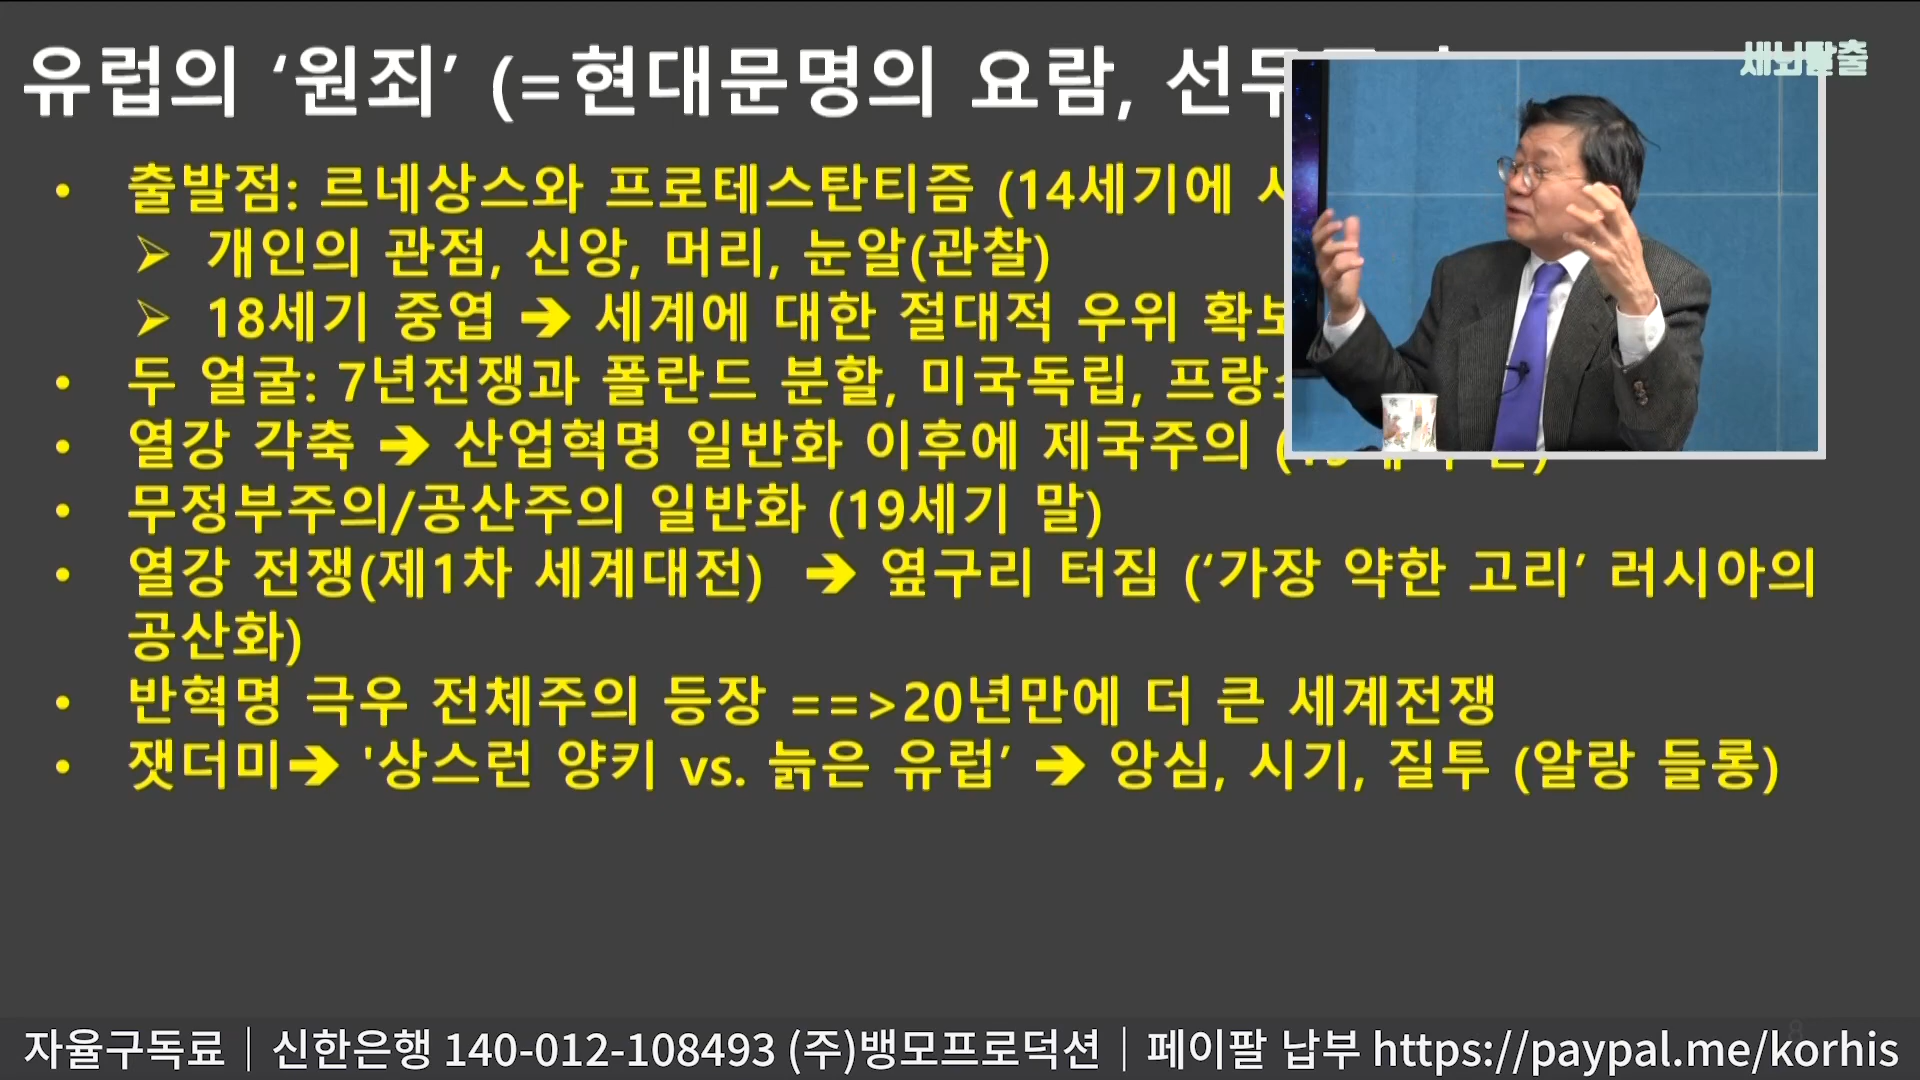 유럽의 ‘원죄’ (=현대문명의 요람,
세뇌탈출
• 출발점: 르네상스와 프로테스탄티즘 (14세기에
➢ 개인의 관점, 신앙, 머리, 눈알(관찰)
➢ 18세기 중엽 ➔ 세계에 대한 절대적 우위 확보
• 두 얼굴: 7년전쟁과 폴란드 분할, 미국독립,
• 열강 각축 ➔ 산업혁명 일반화 이후에 제국주의
• 무정부주의/공산주의 일반화 (19세기 말)
• 열강 전쟁(제1차 세계대전) ➔ 옆구리 터짐 (‘가장 약한 고리’ 러시아의
공산화)
• 반혁명 극우 전체주의 등장 ==>20년만에 더 큰 세계전쟁
• 잿더미➔ '상스런 양키 vs. 늙은 유럽’ ➔ 앙심, 시기, 질투 (알랑 들롱)
자율구독료│신한은행 140-012-108493 (주)뱅모프로덕션│페이팔 납부 https://paypal.me/korhis